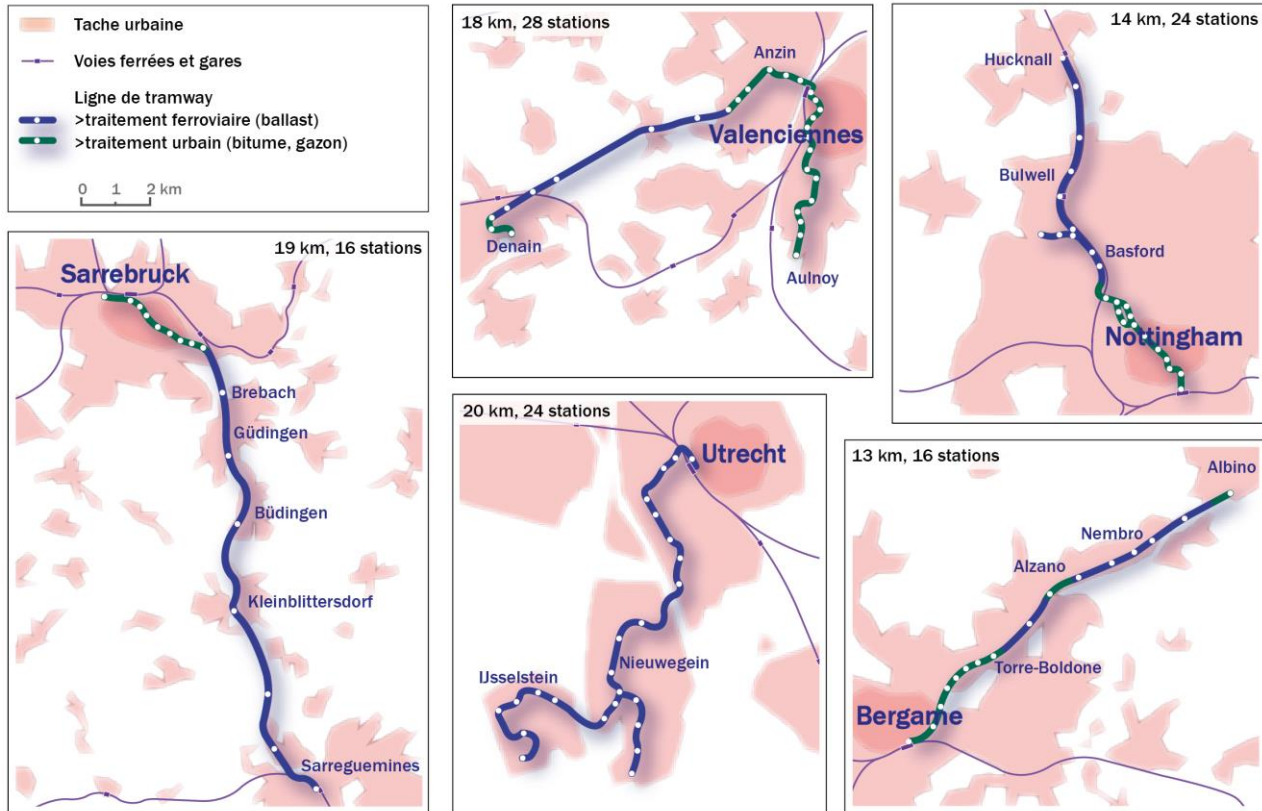 Tache urbaine
Voies ferrées et gares
Ligne de tramway
>traitement ferroviaire (ballast)
>traitement urbain (bitume, gazon)
0 1 2 km
19 km, 16 stations
Sarrebruck
Brebach
Güdingen
Büdingen
Kleinblittersdorf
Sarreguemines
18 km, 28 stations
Anzin
Valenciennes
Denain
Aulnoy
14 km, 24 stations
Hucknall
Bulwell
Basford
Nottingham
20 km, 24 stations
Utrecht
Nieuwegein
IJsselstein
13 km, 16 stations
Albino
Nembro
Alzano
Torre-Boldone
Bergame